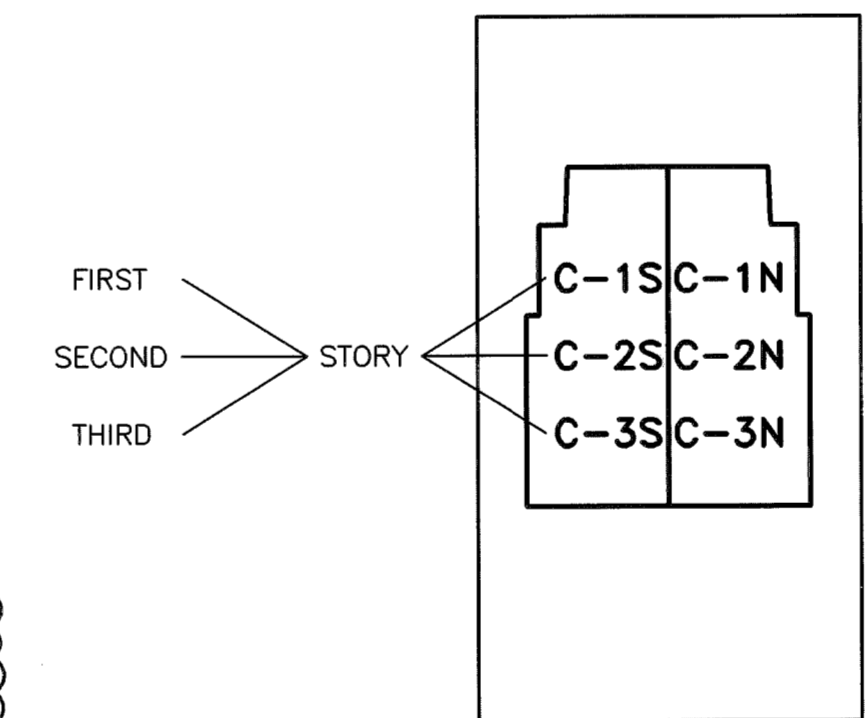 FIRST
SECOND
THIRD
STORY
C-1S C-1N
C-2S C-2N
C-3S C-3N